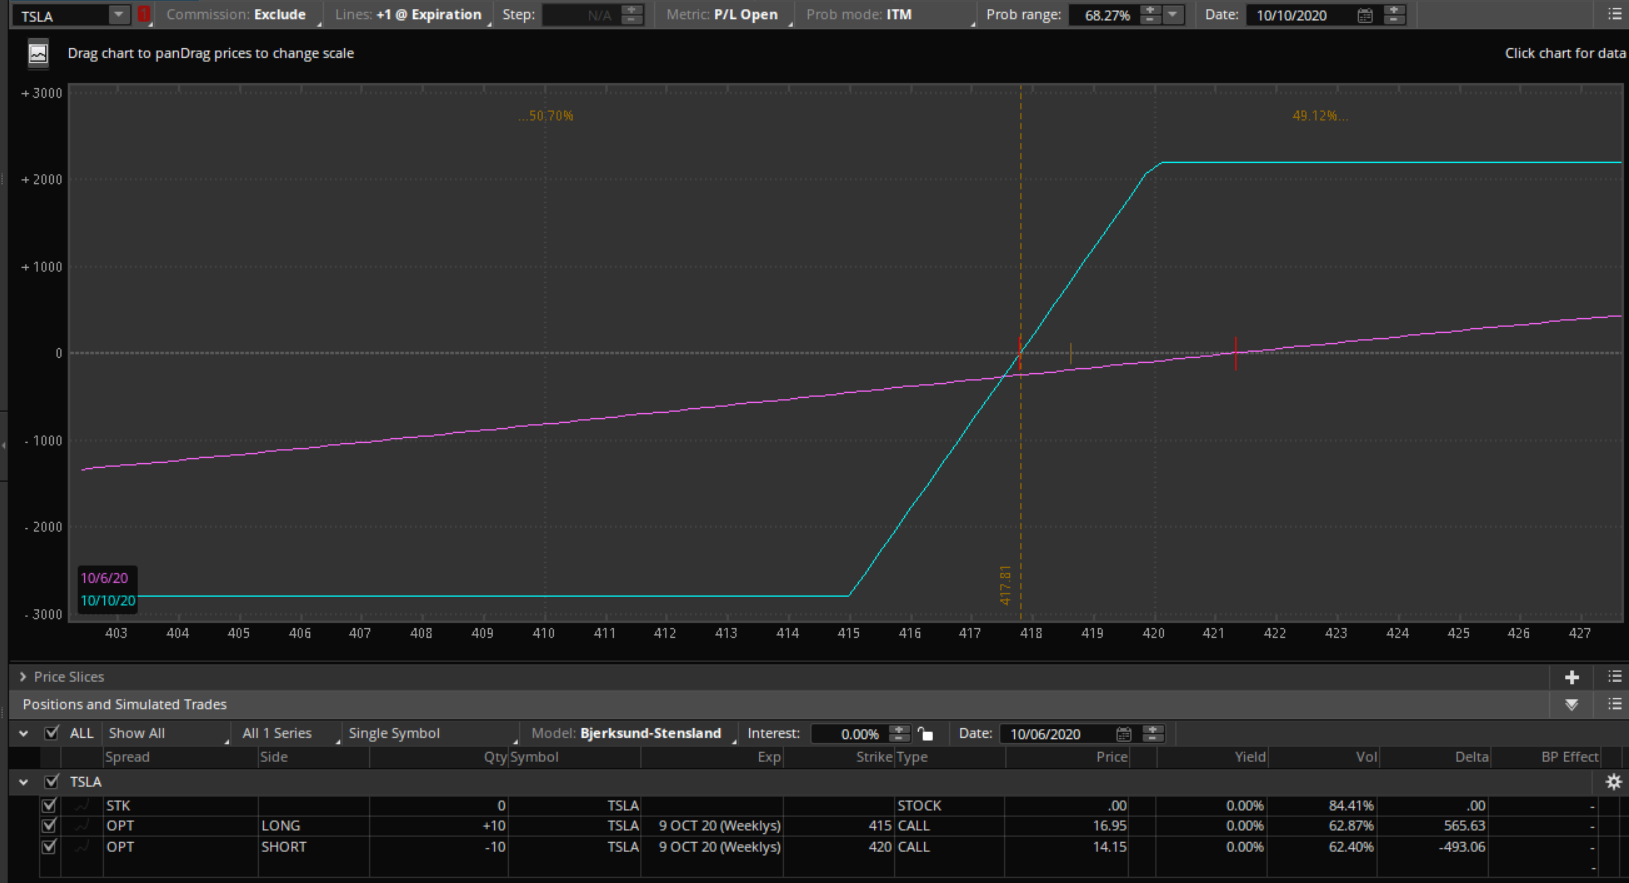 TSLA 1 Commission: Exclude Lines: +1 @ Expiration Step: N/A Metric: P/L Open Prob mode: ITM Prob range: 68.27% Date: 10/10/2020
Drag chart to panDrag prices to change scale Click chart for data
+3000
...50.70% 49.12%...
+2000
+1000
0
-1000
-2000
417.81
10/6/20
10/10/20
-3000
403 404 405 406 407 408 409 410 411 412 413 414 415 416 417 418 419 420 421 422 423 424 425 426 427
Price Slices
Positions and Simulated Trades
ALL Show All All 1 Series Single Symbol Model: Bjerksund-Stensland Interest: 0.00% Date: 10/06/2020
Spread Side Qty Symbol Exp Strike Type Price Yield Vol Delta BP Effect
TSLA
STK 0 TSLA STOCK .00 0.00% 84.41% .00 -
OPT LONG +10 TSLA 9 OCT 20 (Weeklys) 415 CALL 16.95 0.00% 62.87% 565.63 -
OPT SHORT -10 TSLA 9 OCT 20 (Weeklys) 420 CALL 14.15 0.00% 62.40% -493.06 -
-